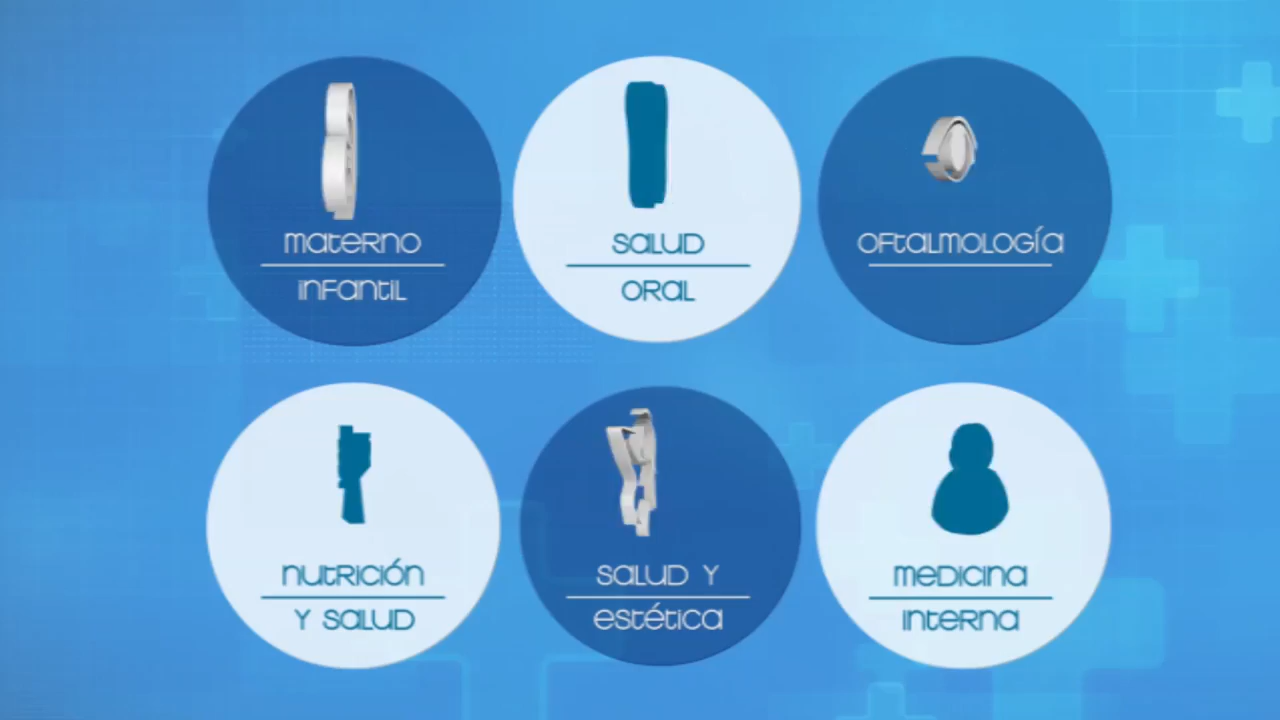 materno
infantil
salud
oral
oftalmología
nutrición
y salud
salud y
estética
medicina
interna